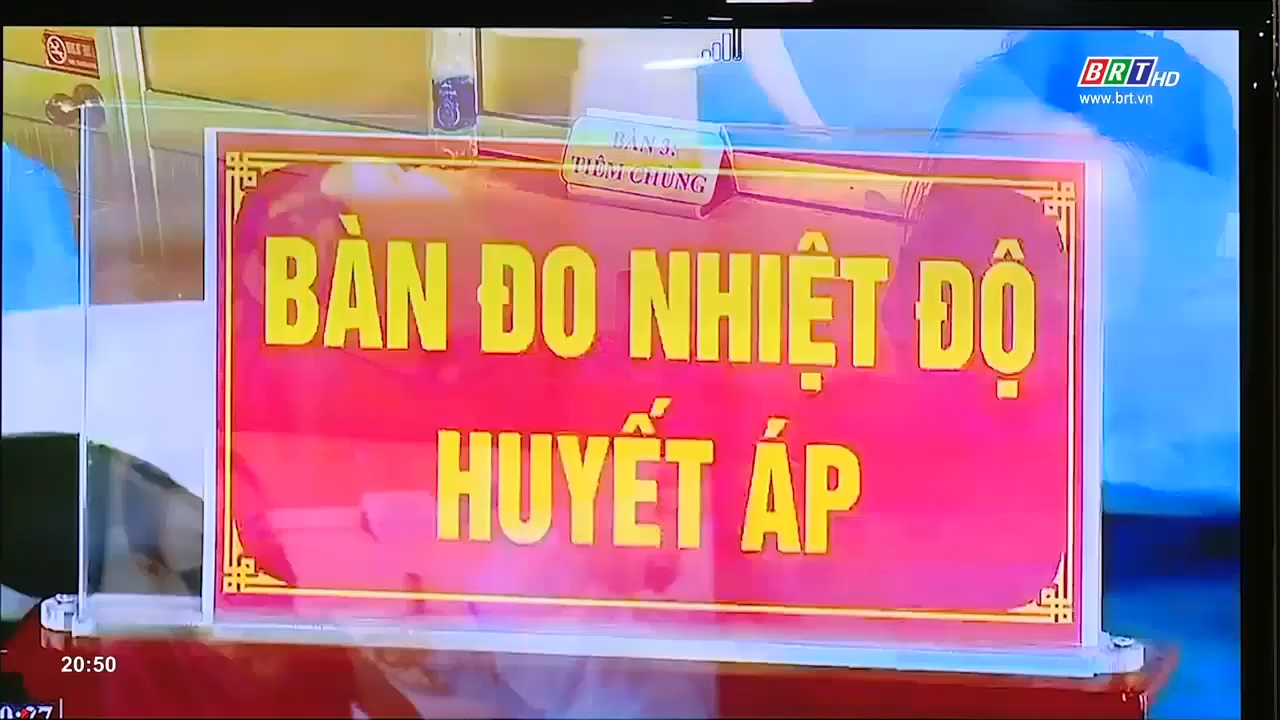 BRT HD
www.brt.vn
BÀN 3:
TIÊM CHỦNG
BÀN ĐO NHIỆT ĐỘ
HUYẾT ÁP
20:50